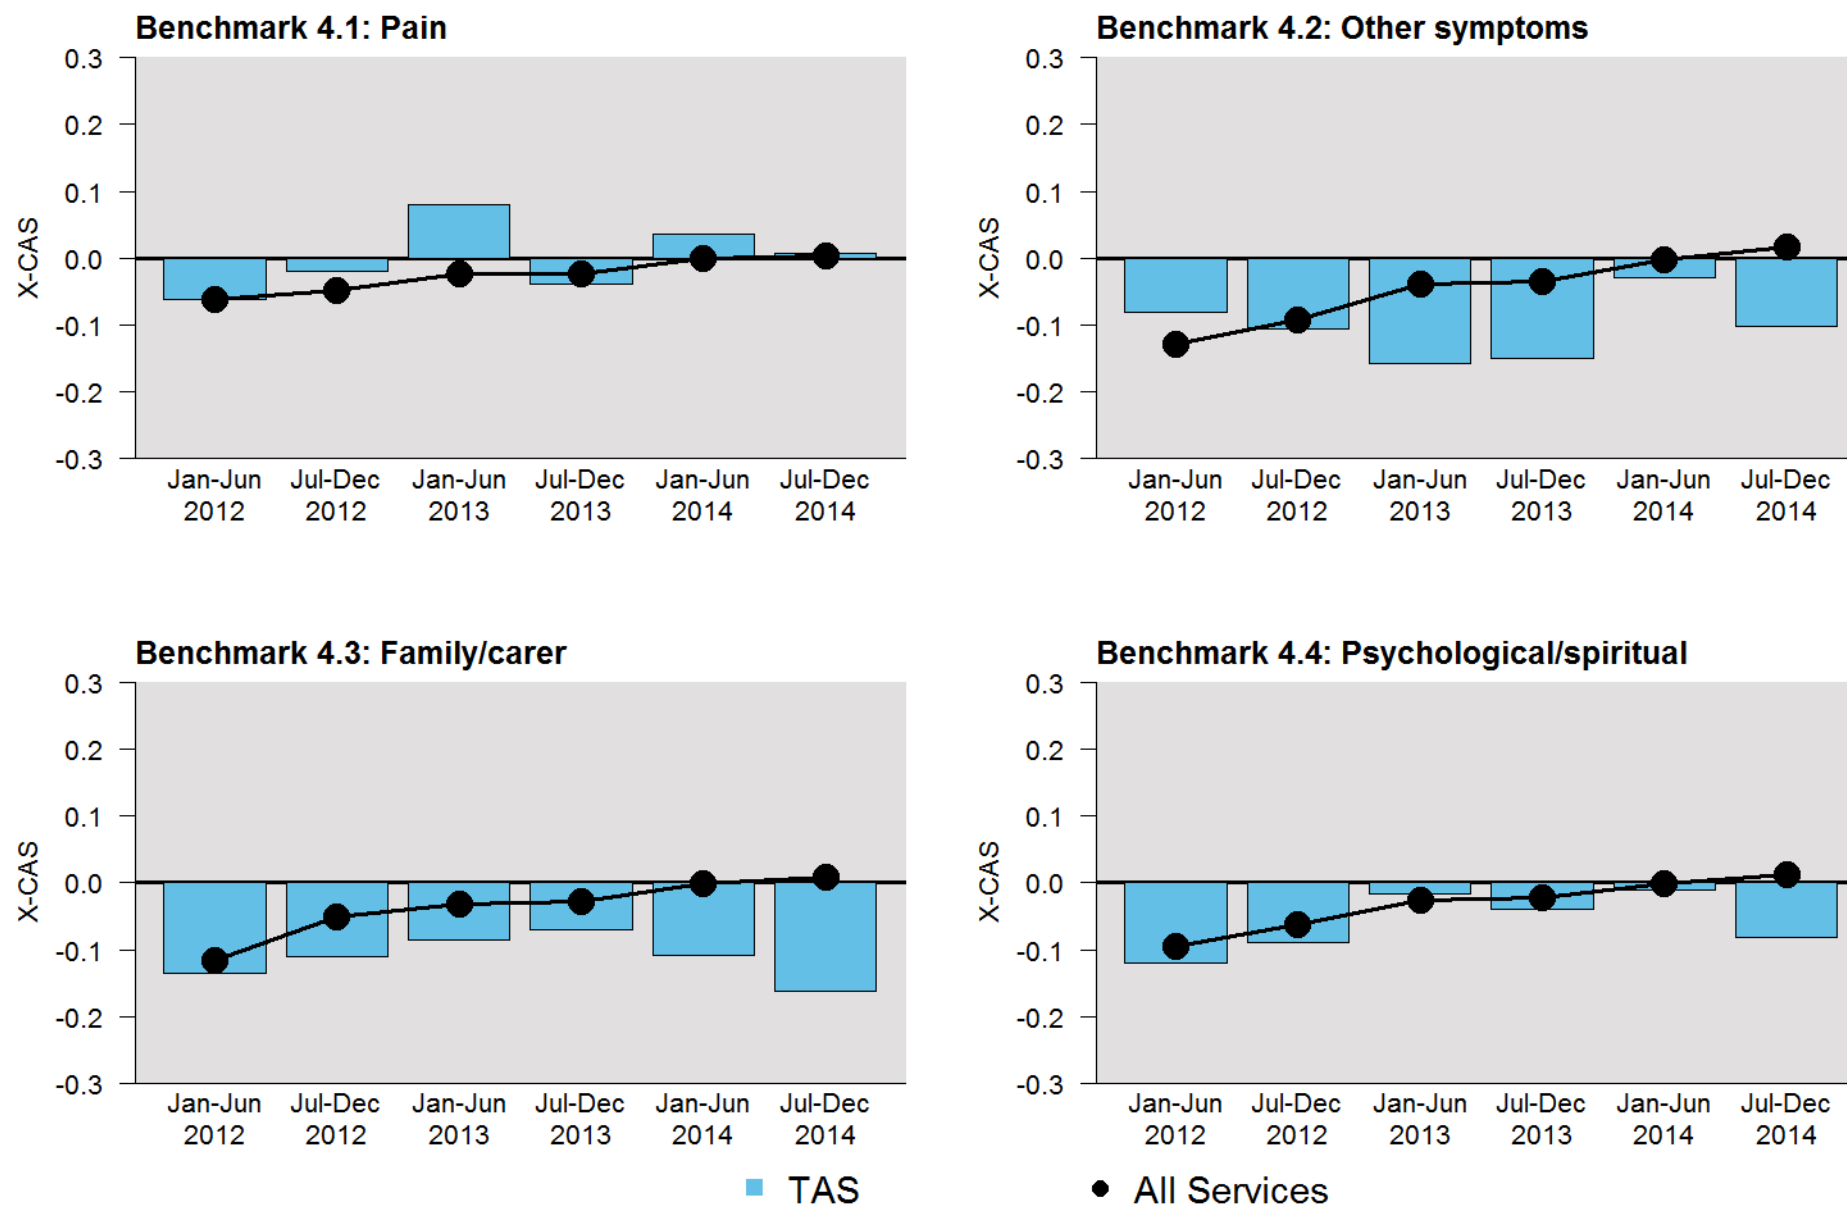 Benchmark 4.1: Pain
0.3
0.2
0.1
0.0
-0.1
-0.2
-0.3
X-CAS
Jan-Jun Jul-Dec Jan-Jun Jul-Dec Jan-Jun Jul-Dec
2012 2012 2013 2013 2014 2014
Benchmark 4.2: Other symptoms
0.3
0.2
0.1
0.0
-0.1
-0.2
-0.3
X-CAS
Jan-Jun Jul-Dec Jan-Jun Jul-Dec Jan-Jun Jul-Dec
2012 2012 2013 2013 2014 2014
Benchmark 4.3: Family/carer
0.3
0.2
0.1
0.0
-0.1
-0.2
-0.3
X-CAS
Jan-Jun Jul-Dec Jan-Jun Jul-Dec Jan-Jun Jul-Dec
2012 2012 2013 2013 2014 2014
Benchmark 4.4: Psychological/spiritual
0.3
0.2
0.1
0.0
-0.1
-0.2
-0.3
X-CAS
Jan-Jun Jul-Dec Jan-Jun Jul-Dec Jan-Jun Jul-Dec
2012 2012 2013 2013 2014 2014
TAS
All Services